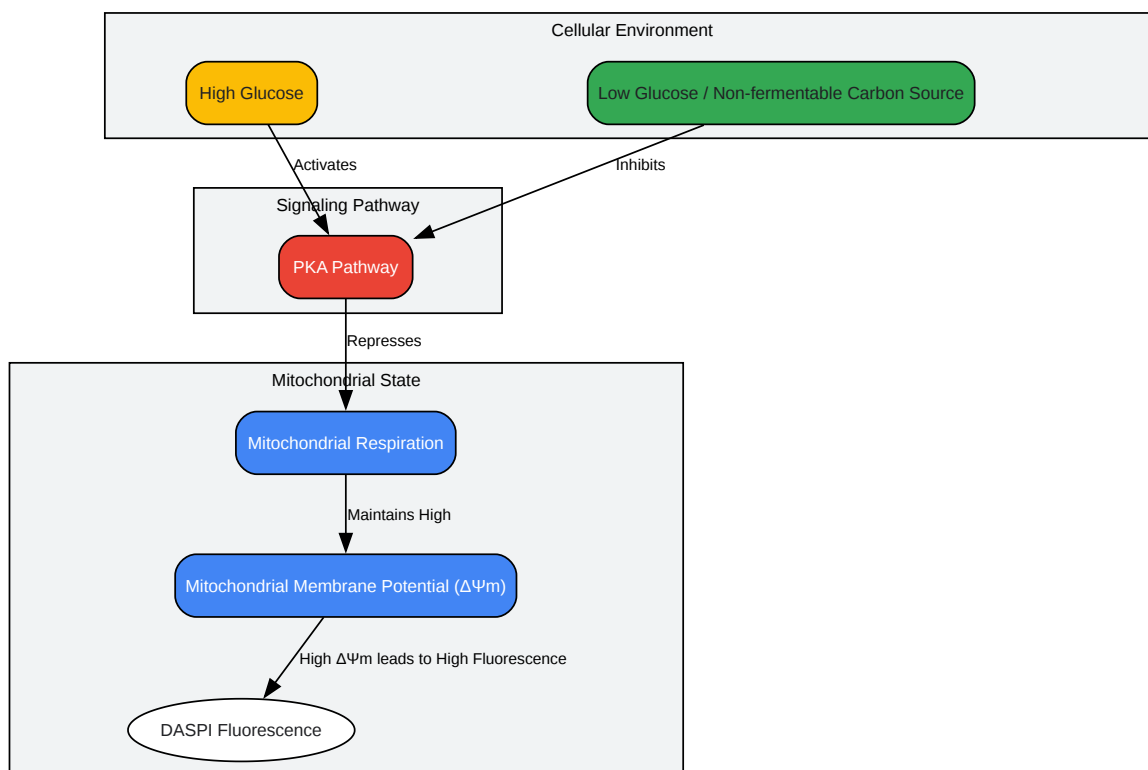 Cellular Environment
High Glucose
Low Glucose / Non-fermentable Carbon Source
Activates
Inhibits
Signaling Pathway
PKA Pathway
Represses
Mitochondrial State
Mitochondrial Respiration
Maintains High
Mitochondrial Membrane Potential (ΔΨm)
High ΔΨm leads to High Fluorescence
DASPI Fluorescence